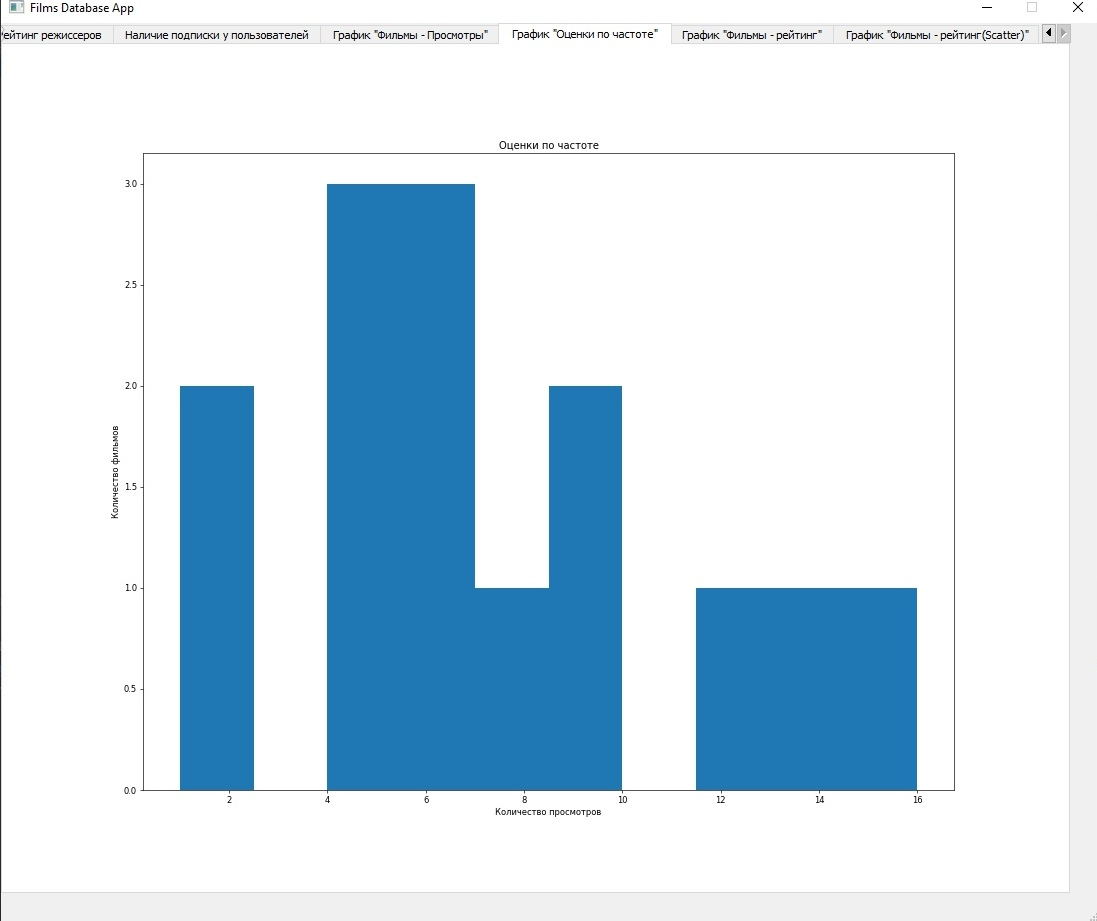 Films Database App
Рейтинг режиссеров
Наличие подписки у пользователей
График "Фильмы - Просмотры"
График "Оценки по частоте"
График "Фильмы - рейтинг"
График "Фильмы - рейтинг(Scatter)"
Оценки по частоте
3.0
2.5
2.0
1.5
1.0
0.5
0.0
Количество фильмов
2
4
6
8
10
12
14
16
Количество просмотров